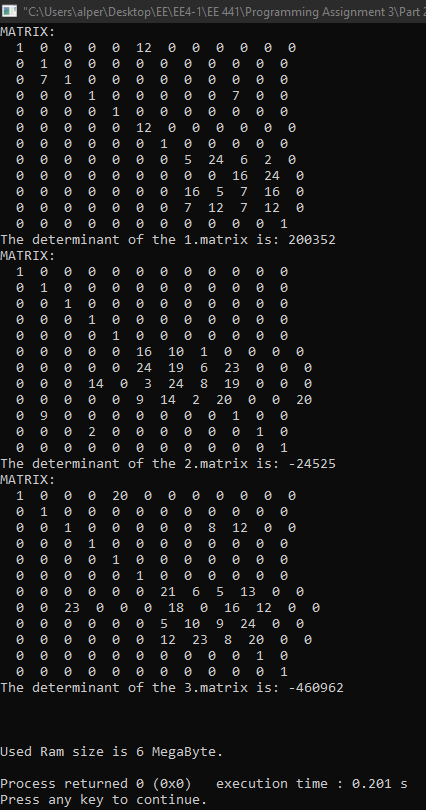 "C:\Users\alper\Desktop\EE\EE4-1\EE 441\Programming Assignment 3\Part 2
MATRIX:
1 0 0 0 0 12 0 0 0 0 0 0
0 1 0 0 0 0 0 0 0 0 0 0
0 7 1 0 0 0 0 0 0 0 0 0
0 0 0 1 0 0 0 0 0 7 0 0
0 0 0 0 1 0 0 0 0 0 0 0
0 0 0 0 0 12 0 0 0 0 0 0
0 0 0 0 0 0 1 0 0 0 0 0
0 0 0 0 0 0 0 5 24 6 2 0
0 0 0 0 0 0 0 0 0 16 24 0
0 0 0 0 0 0 0 16 5 7 16 0
0 0 0 0 0 0 0 7 12 7 12 0
0 0 0 0 0 0 0 0 0 0 0 1
The determinant of the 1.matrix is: 200352
MATRIX:
1 0 0 0 0 0 0 0 0 0 0 0
0 1 0 0 0 0 0 0 0 0 0 0
0 0 1 0 0 0 0 0 0 0 0 0
0 0 0 1 0 0 0 0 0 0 0 0
0 0 0 0 1 0 0 0 0 0 0 0
0 0 0 0 0 16 10 1 0 0 0 0
0 0 0 0 0 24 19 6 23 0 0 0
0 0 0 14 0 3 24 8 19 0 0 0
0 0 0 0 0 9 14 2 20 0 0 20
0 9 0 0 0 0 0 0 0 1 0 0
0 0 0 2 0 0 0 0 0 0 1 0
0 0 0 0 0 0 0 0 0 0 0 1
The determinant of the 2.matrix is: -24525
MATRIX:
1 0 0 0 20 0 0 0 0 0 0 0
0 1 0 0 0 0 0 0 0 0 0 0
0 0 1 0 0 0 0 0 8 12 0 0
0 0 0 1 0 0 0 0 0 0 0 0
0 0 0 0 1 0 0 0 0 0 0 0
0 0 0 0 0 1 0 0 0 0 0 0
0 0 0 0 0 0 21 6 5 13 0 0
0 0 23 0 0 0 18 0 16 12 0 0
0 0 0 0 0 0 5 10 9 24 0 0
0 0 0 0 0 0 12 23 8 20 0 0
0 0 0 0 0 0 0 0 0 0 1 0
0 0 0 0 0 0 0 0 0 0 0 1
The determinant of the 3.matrix is: -460962
Used Ram size is 6 MegaByte.
Process returned 0 (0x0) execution time : 0.201 s
Press any key to continue.